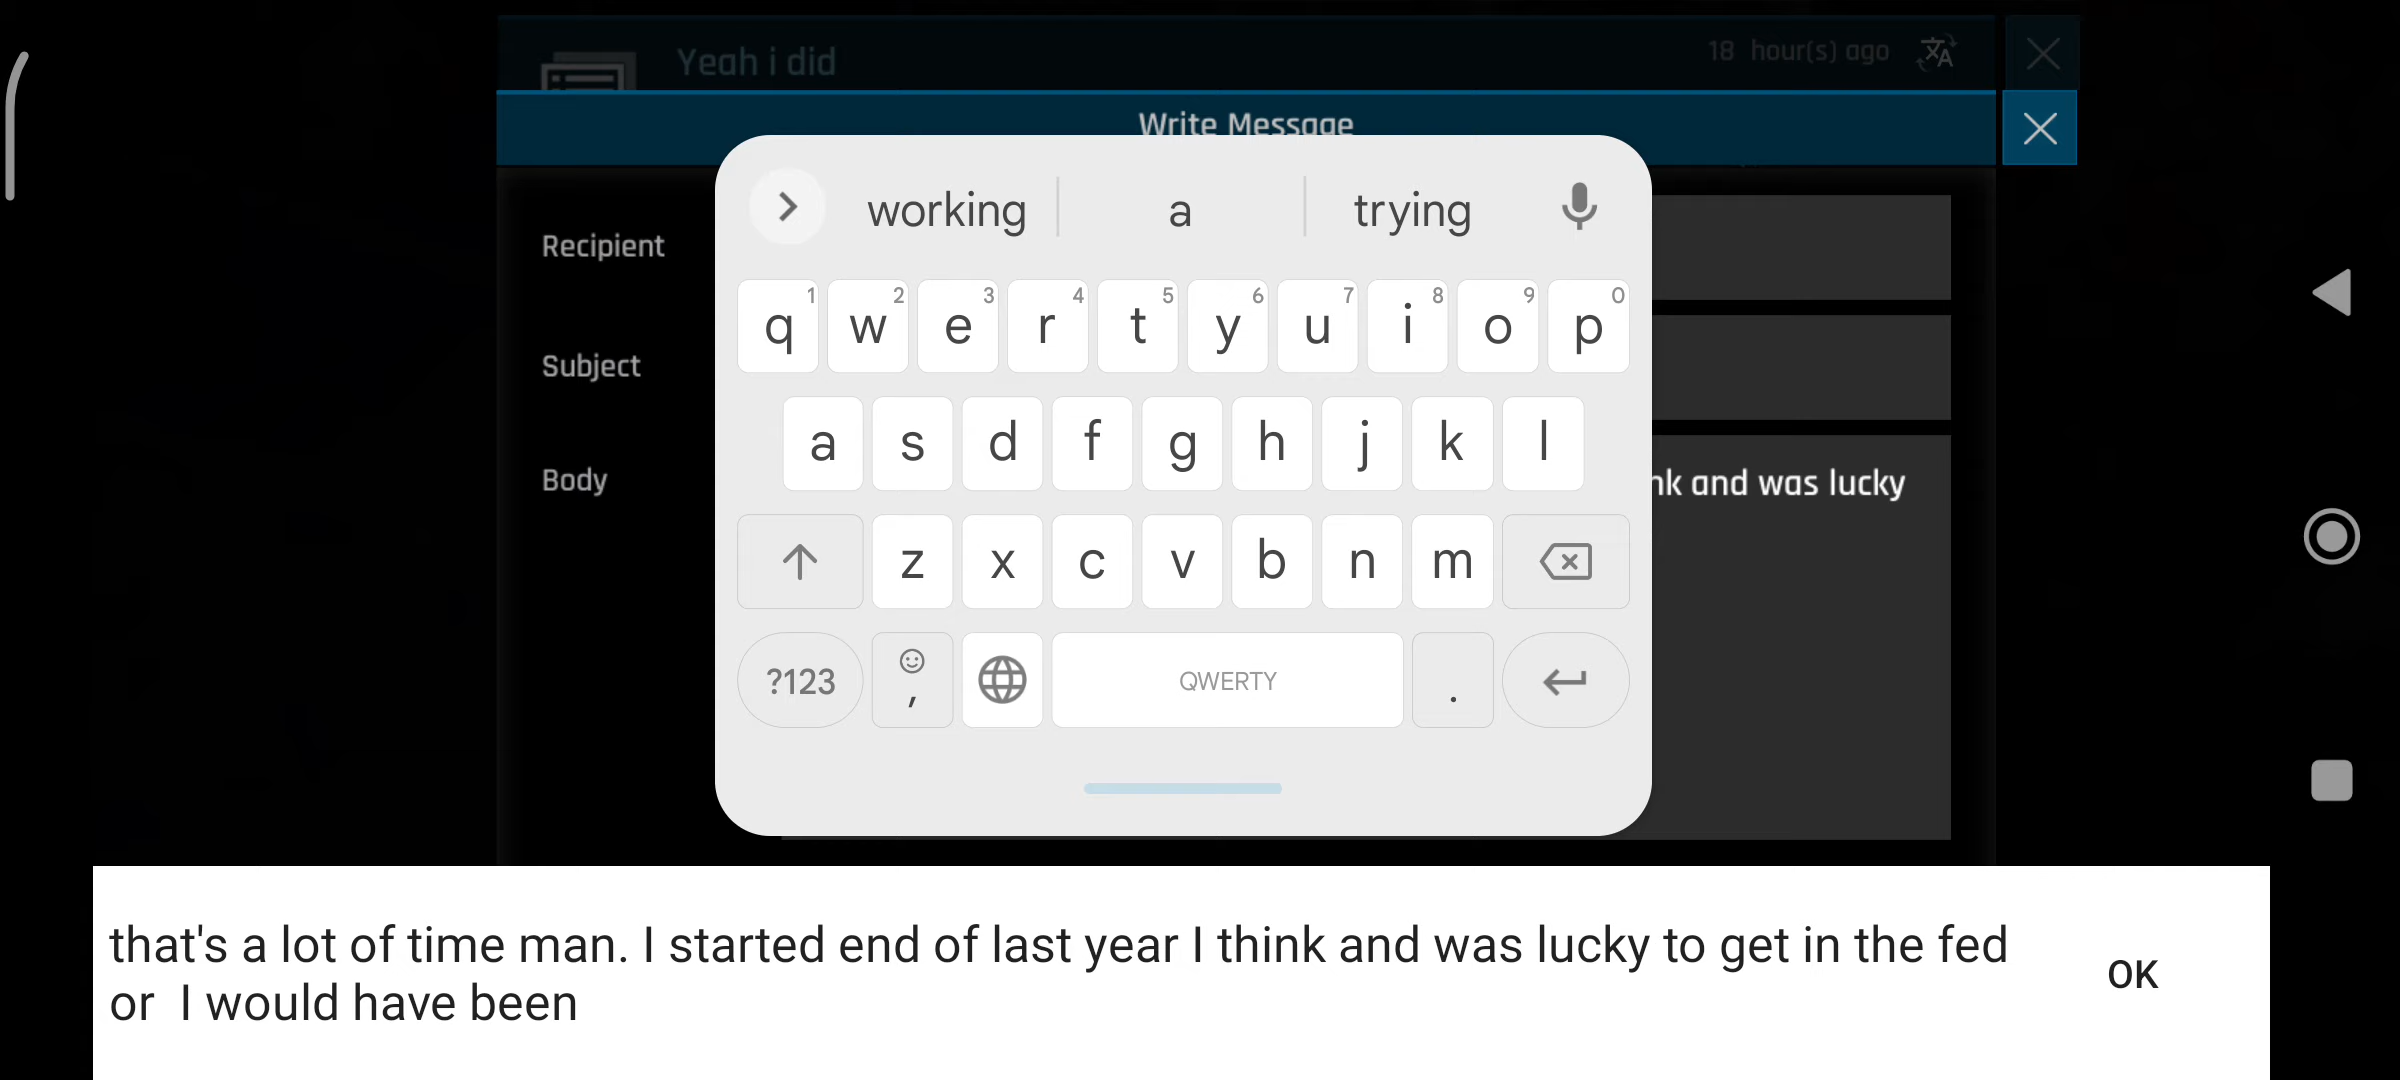 Yeah i did
18 hour(s) ago
Write Message
Recipient
Subject
Body
and was lucky
working a trying
q 1 w 2 e 3 r 4 t 5 y 6 u 7 i 8 o 9 p 0
a s d f g h j k l
z x c v b n m
?123 , QWERTY .
that's a lot of time man. I started end of last year I think and was lucky to get in the fed
or I would have been
OK